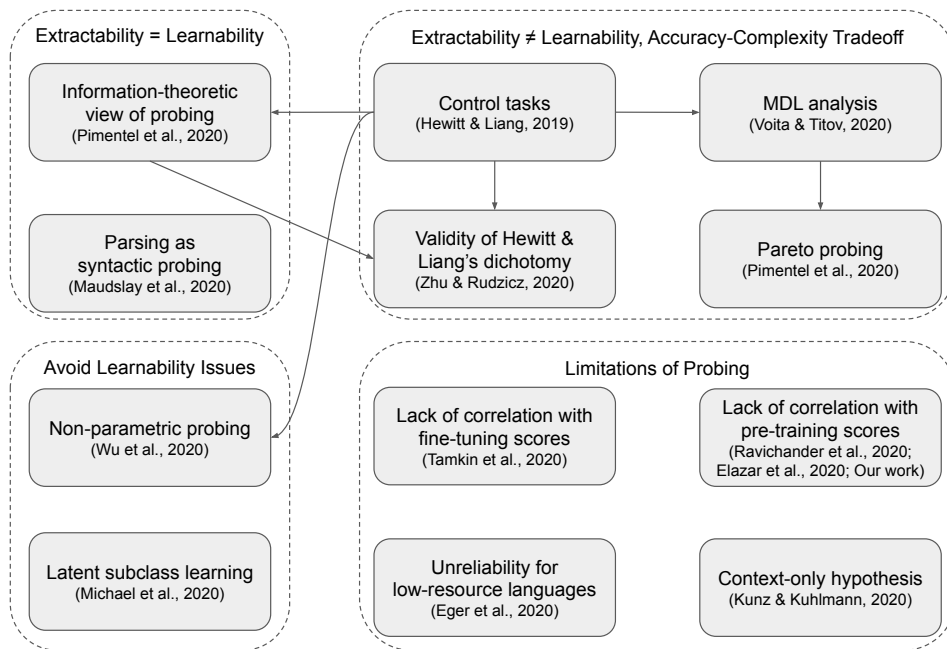 Extractability = Learnability
Information-theoretic
view of probing
(Pimentel et al., 2020)
Parsing as
syntactic probing
(Maudslay et al., 2020)
Extractability ≠ Learnability, Accuracy-Complexity Tradeoff
Control tasks
(Hewitt & Liang, 2019)
MDL analysis
(Voita & Titov, 2020)
Validity of Hewitt &
Liang's dichotomy
(Zhu & Rudzicz, 2020)
Pareto probing
(Pimentel et al., 2020)
Avoid Learnability Issues
Non-parametric probing
(Wu et al., 2020)
Latent subclass learning
(Michael et al., 2020)
Limitations of Probing
Lack of correlation with
fine-tuning scores
(Tamkin et al., 2020)
Lack of correlation with
pre-training scores
(Ravichander et al., 2020;
Elazar et al., 2020; Our work)
Unreliability for
low-resource languages
(Eger et al., 2020)
Context-only hypothesis
(Kunz & Kuhlmann, 2020)